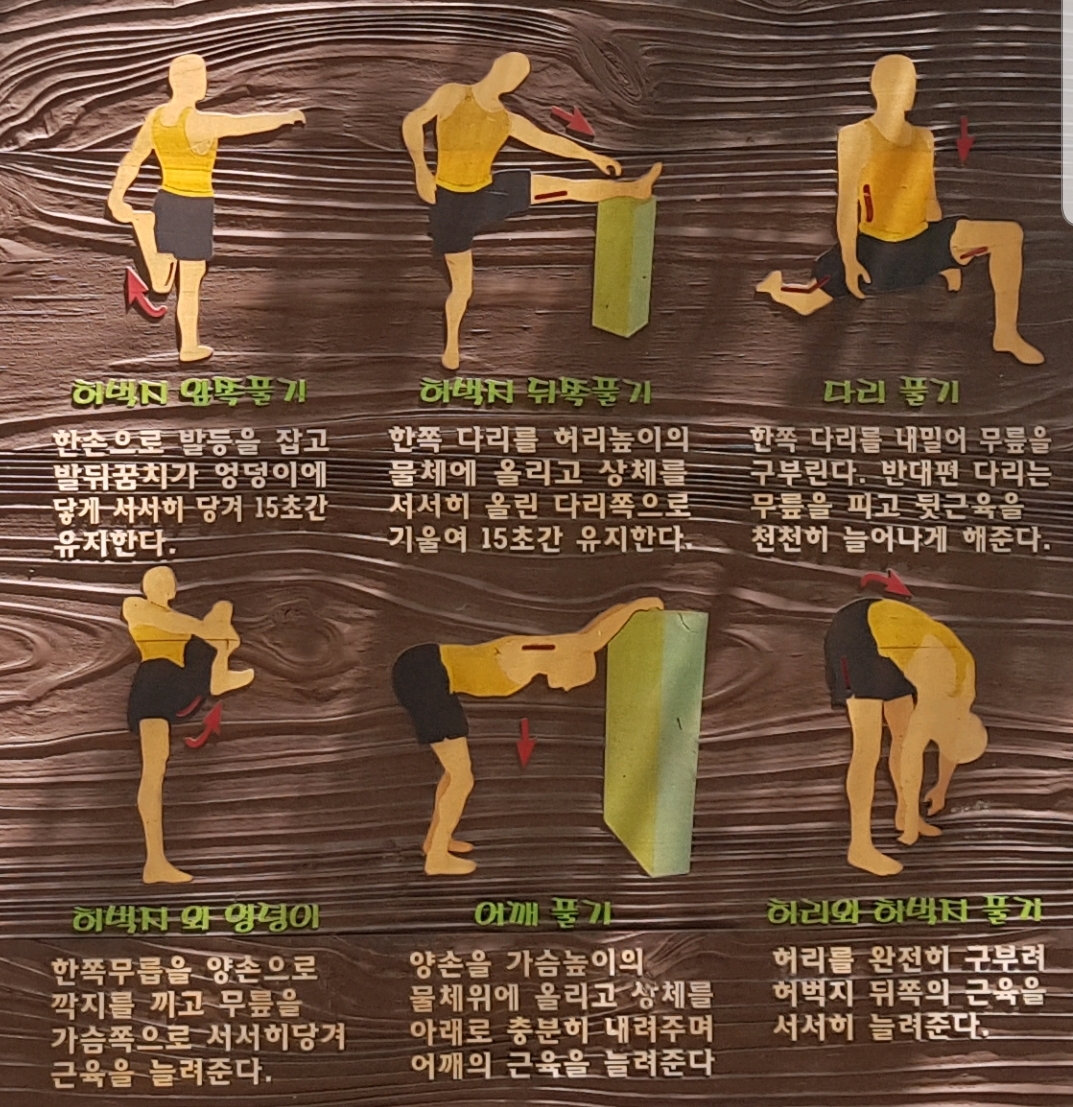 허벅지 앞쪽풀기
한손으로 발등을 잡고
발뒤꿈치가 엉덩이에
닿게 서서히 당겨 15초간
유지한다.
허벅지 뒤쪽풀기
한쪽 다리를 허리높이의
물체에 올리고 상체를
서서히 올린 다리쪽으로
기울여 15초간 유지한다.
다리 풀기
한쪽 다리를 내밀어 무릎을
구부린다. 반대편 다리는
무릎을 피고 뒷근육을
천천히 늘어나게 해준다.
허벅지 와 엉덩이
한쪽무릅을 양손으로
깍지를 끼고 무릎을
가슴쪽으로 서서히당겨
근육을 늘려준다.
어깨 풀기
양손을 가슴높이의
물체위에 올리고 상체를
아래로 충분히 내려주며
어깨의 근육을 늘려준다
허리와 허벅지 풀기
허리를 완전히 구부려
허벅지 뒤쪽의 근육을
서서히 늘려준다.